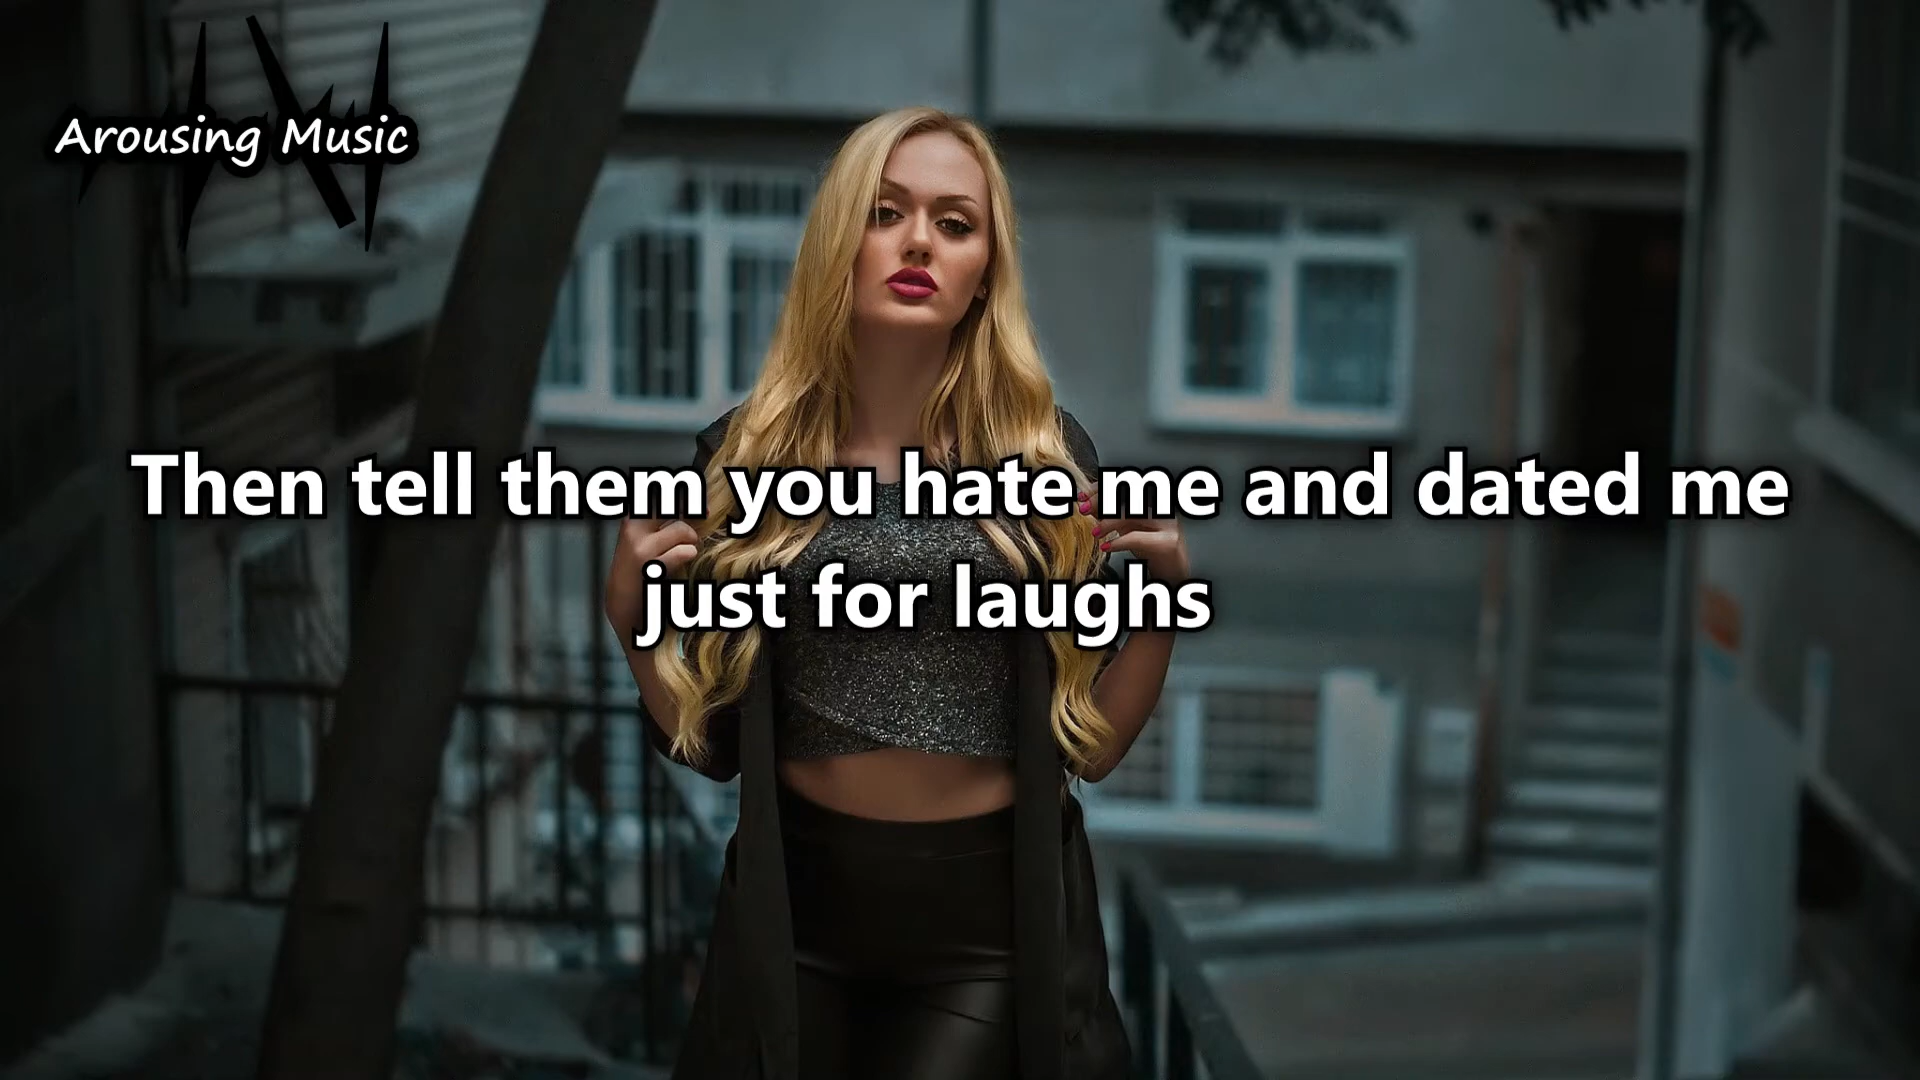 Arousing Music
Then tell them you hate me and dated me
just for laughs